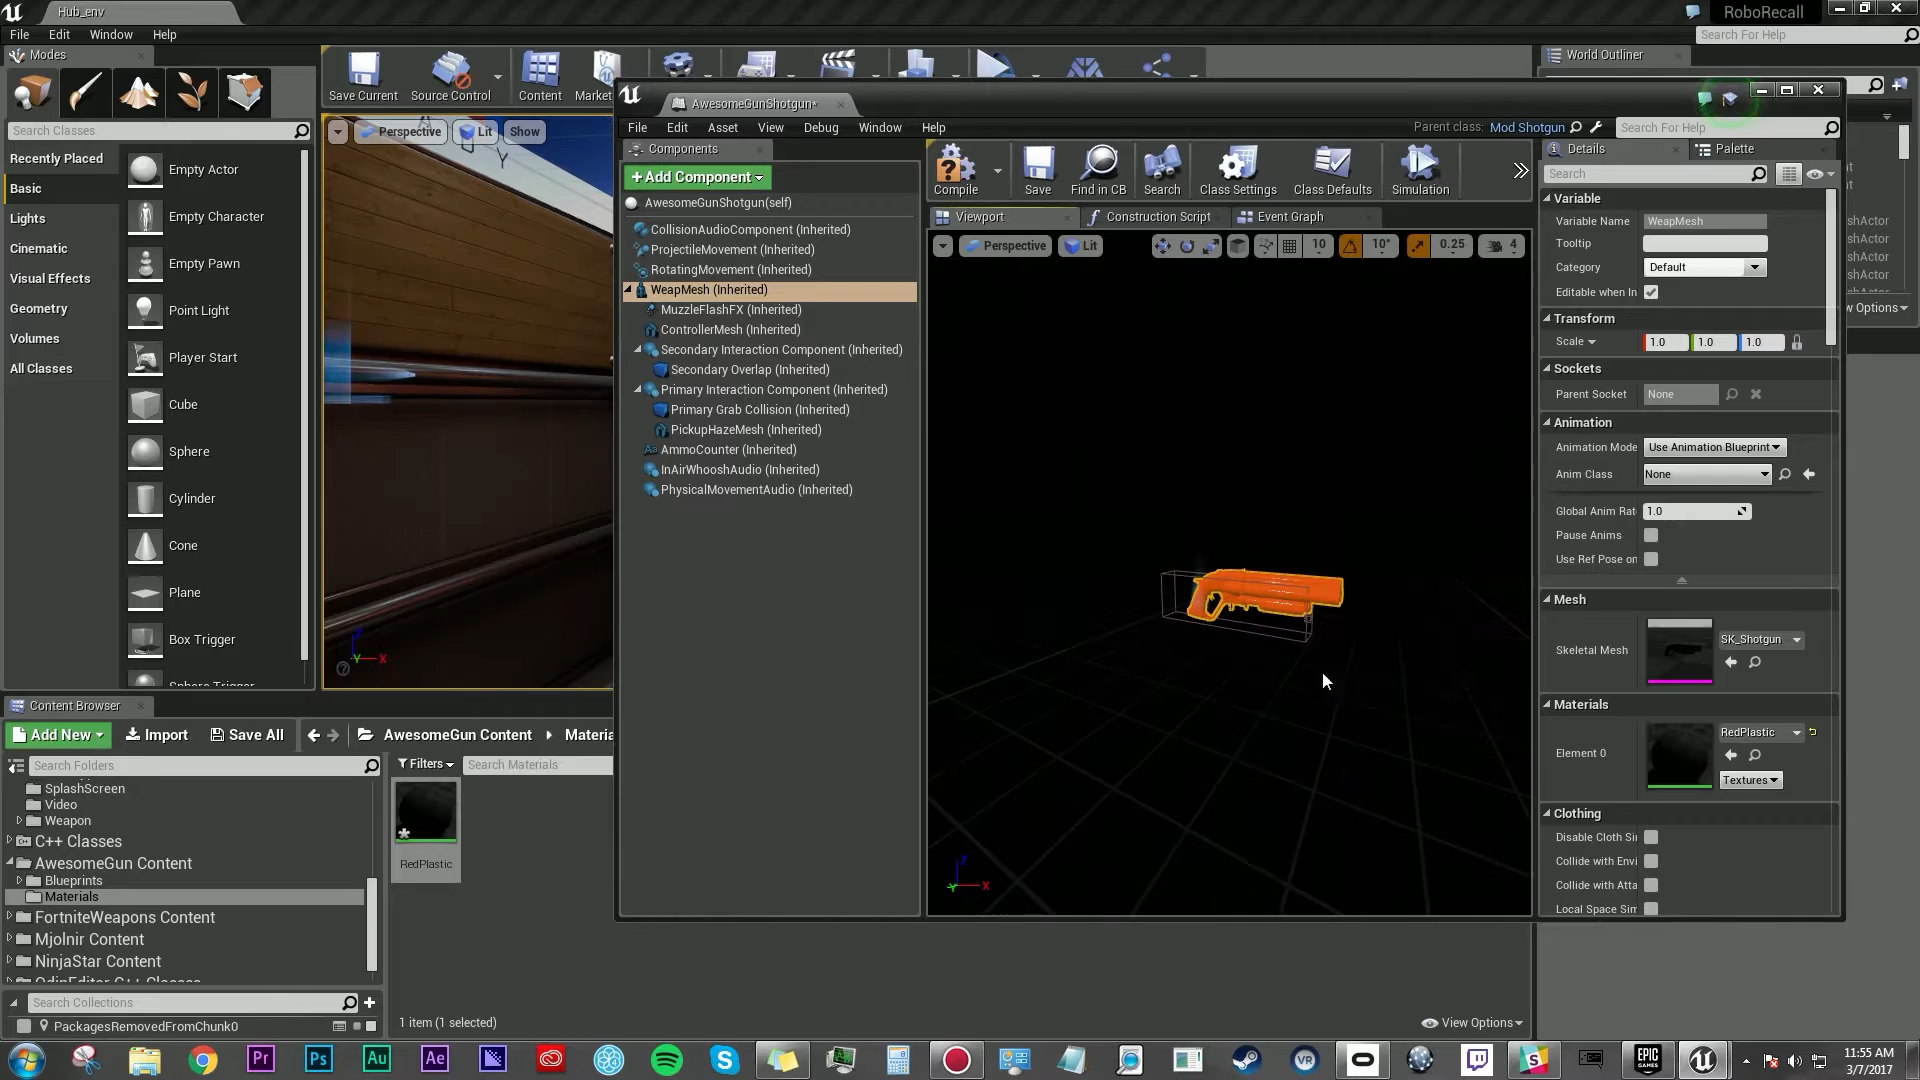 Hub_env
RoboRecall
File Edit Window Help
Search For Help
Modes
World Outliner
Save Current Source Control Content Market
AwesomeGunShotgun*
File Edit Asset View Debug Window Help
Parent class: Mod Shotgun
Search For Help
Search Classes
Recently Placed
Basic
Lights
Cinematic
Visual Effects
Geometry
Volumes
All Classes
Empty Actor
Empty Character
Empty Pawn
Point Light
Player Start
Cube
Sphere
Cylinder
Cone
Plane
Box Trigger
Sphere Trigger
Perspective Lit Show
Components
+Add Component
AwesomeGunShotgun(self)
CollisionAudioComponent (Inherited)
ProjectileMovement (Inherited)
RotatingMovement (Inherited)
WeapMesh (Inherited)
MuzzleFlashFX (Inherited)
ControllerMesh (Inherited)
Secondary Interaction Component (Inherited)
Secondary Overlap (Inherited)
Primary Interaction Component (Inherited)
Primary Grab Collision (Inherited)
PickupHazeMesh (Inherited)
AmmoCounter (Inherited)
InAirWhooshAudio (Inherited)
PhysicalMovementAudio (Inherited)
Compile Save Find in CB Search Class Settings Class Defaults Simulation
Viewport Construction Script Event Graph
Perspective Lit 10 10° 0.25 4
X
Details Palette
Search
Variable
Variable Name WeapMesh
Tooltip
Category Default
Editable when In
Transform
Scale 1.0 1.0 1.0
Sockets
Parent Socket None
Animation
Animation Mode Use Animation Blueprint
Anim Class None
Global Anim Rat 1.0
Pause Anims
Use Ref Pose on
Mesh
Skeletal Mesh SK_Shotgun
Materials
Element 0 RedPlastic
Textures
Clothing
Disable Cloth Si
Collide with Envi
Collide with Atta
Local Space Sim
shActor
shActor
shActor
shActor
w Options
Content Browser
Add New Import Save All AwesomeGun Content Materia
Search Folders
Filters Search Materials
SplashScreen
Video
Weapon
C++ Classes
AwesomeGun Content
Blueprints
Materials
FortniteWeapons Content
Mjolnir Content
NinjaStar Content
OdinEditor C++ Classes
Search Collections
PackagesRemovedFromChunk0
RedPlastic
1 item (1 selected)
View Options
Pr Ps Au Ae
VR
EPIC GAMES
11:55 AM
3/7/2017